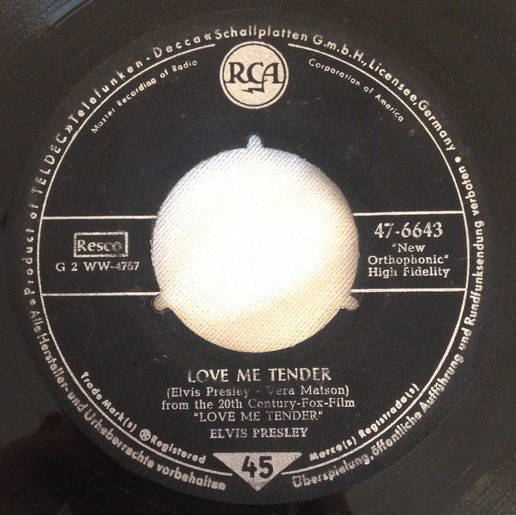 Product of TELDEC »Telefunken - Decca« Schallplatten G.m.b.H., Licensee, Germany
RCA
Master Recording of Radio
Corporation of America
Resco
G 2 WW-4767
47-6643
"New
Orthophonic"
High Fidelity
LOVE ME TENDER
(Elvis Presley - Vera Matson)
from the 20th Century-Fox-Film
"LOVE ME TENDER"
ELVIS PRESLEY
Trade Mark(s) ®Registered
Marca(s) Registrada(s)
45
Alle Hersteller- und Urheberrechte vorbehalten
Überspielung, öffentliche Aufführung und Rundfunksendung verboten